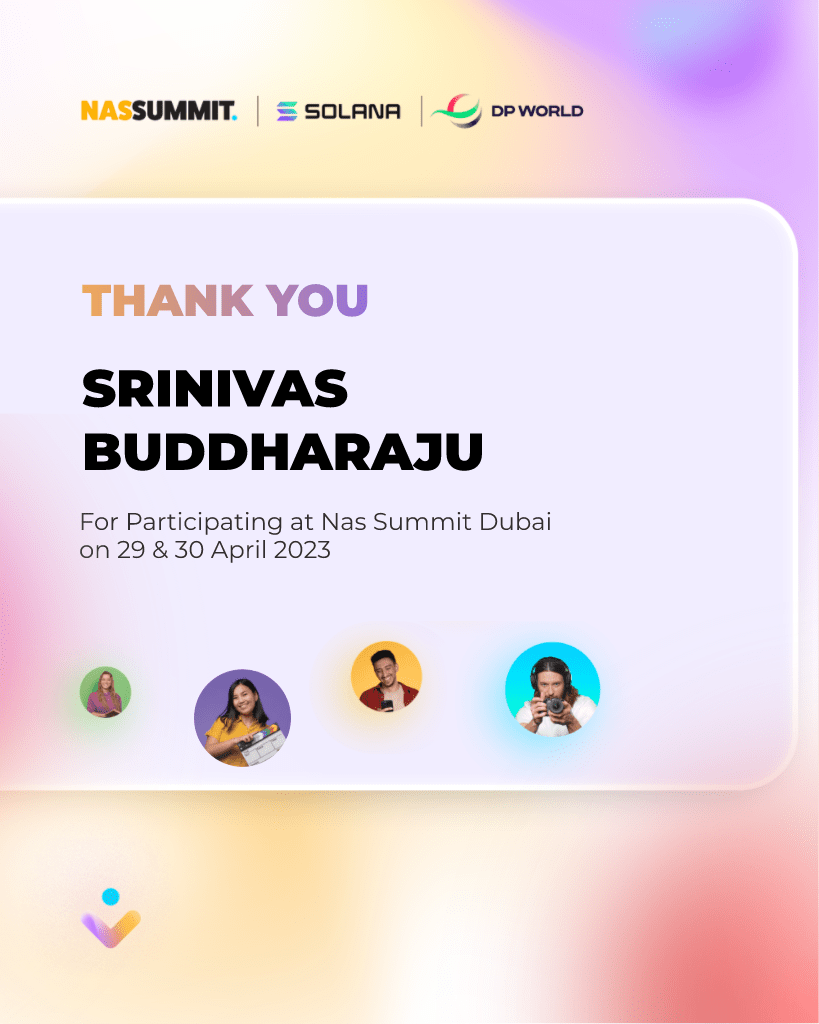 NASSUMMIT. | SOLANA | DP WORLD
THANK YOU
SRINIVAS
BUDDHARAJU
For Participating at Nas Summit Dubai
on 29 & 30 April 2023